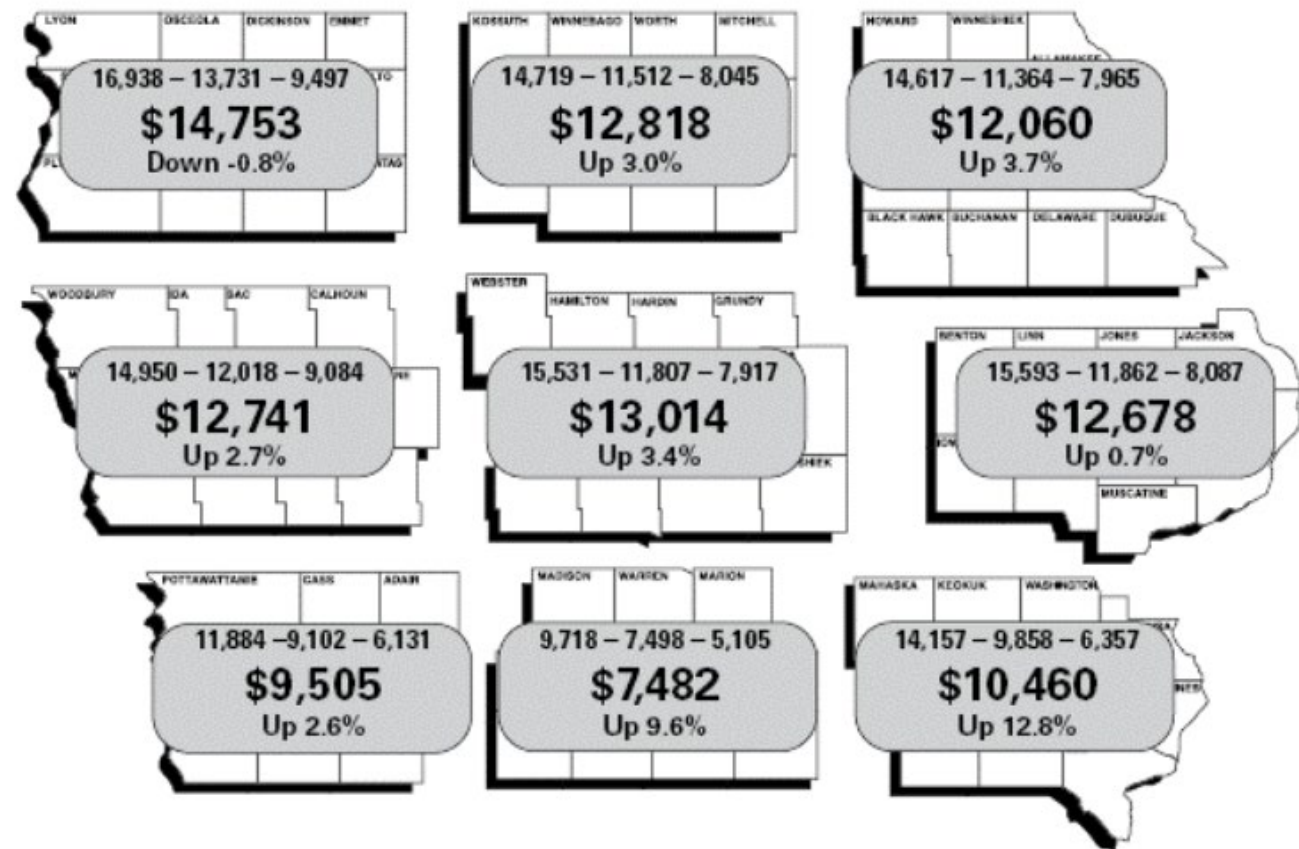 LYON OSCEOLA DICKINSON EMMET
16,938 – 13,731 – 9,497
$14,753
Down -0.8%
KOSSUTH WINNEBAGO WORTH MITCHELL
14,719 – 11,512 – 8,045
$12,818
Up 3.0%
HOWARD WINNESHIEK
ALLAMAKEE
14,617 – 11,364 – 7,965
$12,060
Up 3.7%
BLACK HAWK BUCHANAN DELAWARE DUBUQUE
WOODBURY IDA SAC CALHOUN
14,950 – 12,018 – 9,084
$12,741
Up 2.7%
WEBSTER
HAMILTON HARDIN GRUNDY
15,531 – 11,807 – 7,917
$13,014
Up 3.4%
SHIEK
BENTON LINN JONES JACKSON
15,593 – 11,862 – 8,087
$12,678
Up 0.7%
MUSCATINE
POTTAWATTAMIE CASS ADAIR
11,884 –9,102 – 6,131
$9,505
Up 2.6%
MADISON WARREN MARION
9,718 – 7,498 – 5,105
$7,482
Up 9.6%
MAHASKA KEOKUK WASHINGTON
14,157 – 9,858 – 6,357
$10,460
Up 12.8%
NES